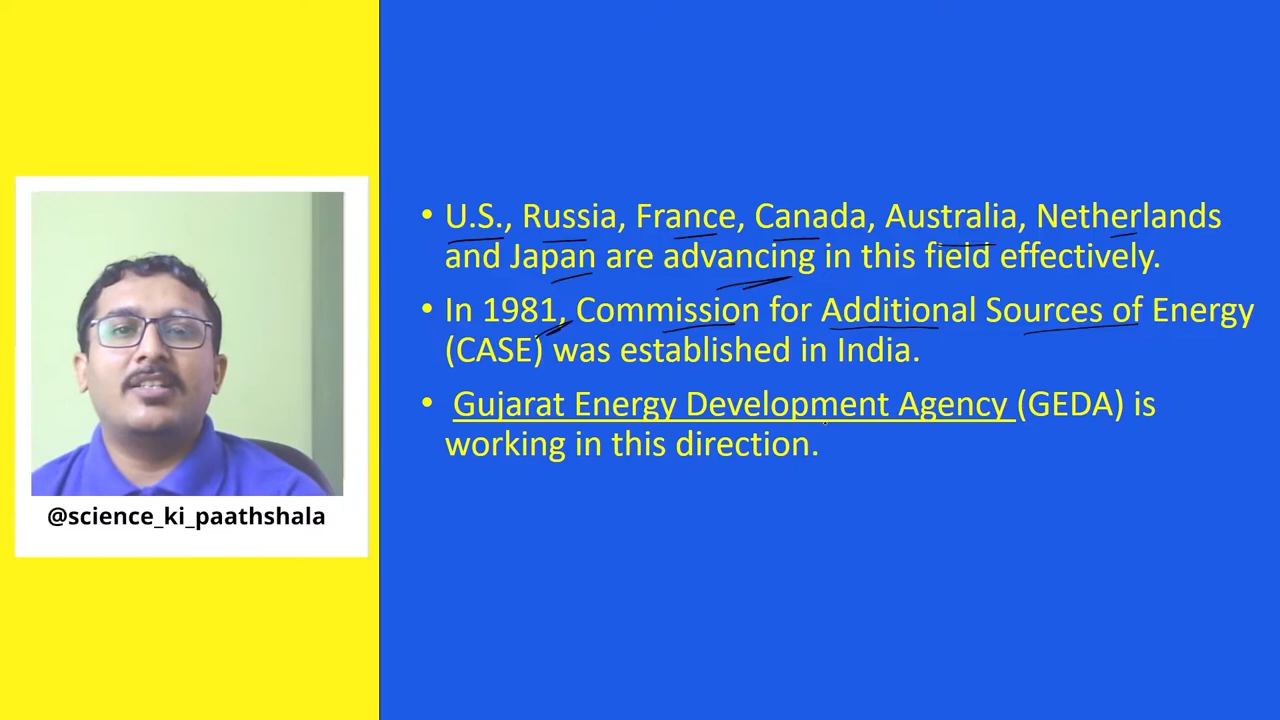 • U.S., Russia, France, Canada, Australia, Netherlands
and Japan are advancing in this field effectively.
• In 1981, Commission for Additional Sources of Energy
(CASE) was established in India.
• Gujarat Energy Development Agency (GEDA) is
working in this direction.
@science_ki_paathshala